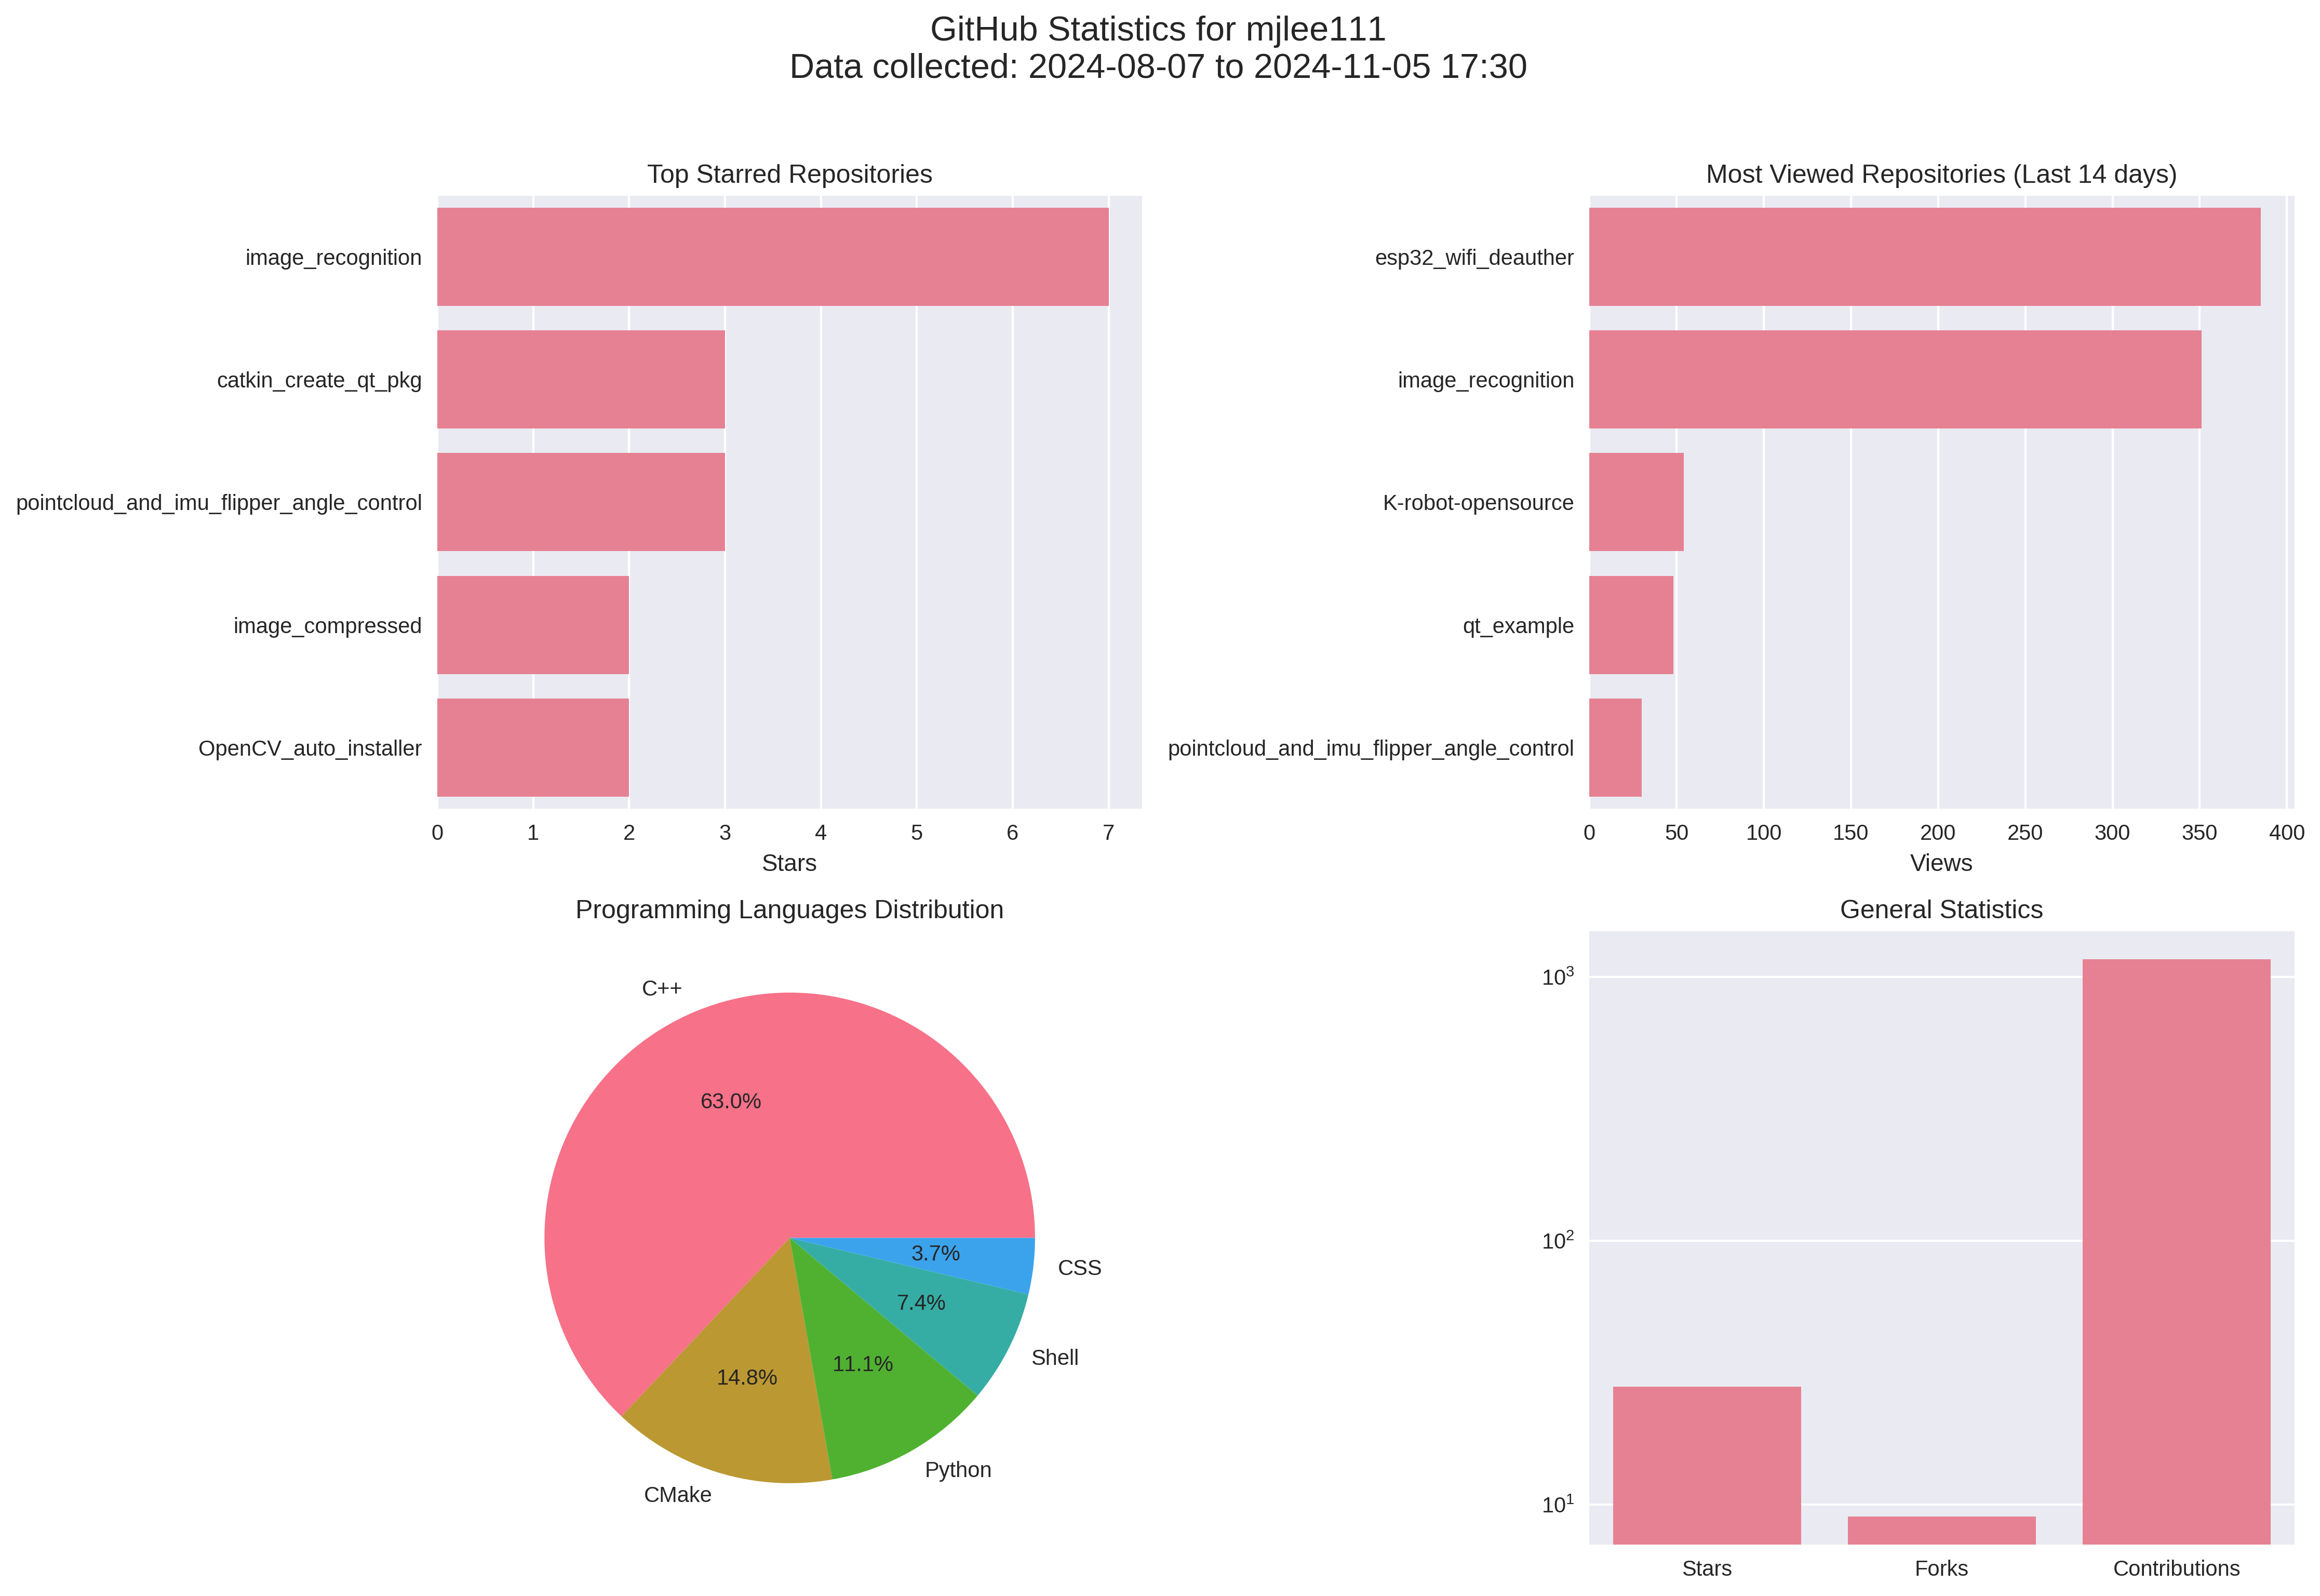 GitHub Statistics for mjlee111
Data collected: 2024-08-07 to 2024-11-05 17:30
Top Starred Repositories
image_recognition
catkin_create_qt_pkg
pointcloud_and_imu_flipper_angle_control
image_compressed
OpenCV_auto_installer
0 1 2 3 4 5 6 7
Stars
Most Viewed Repositories (Last 14 days)
esp32_wifi_deauther
image_recognition
K-robot-opensource
qt_example
pointcloud_and_imu_flipper_angle_control
0 50 100 150 200 250 300 350 400
Views
Programming Languages Distribution
C++
63.0%
3.7%
CSS
7.4%
Shell
11.1%
14.8%
Python
CMake
General Statistics
10³
10²
10¹
Stars Forks Contributions